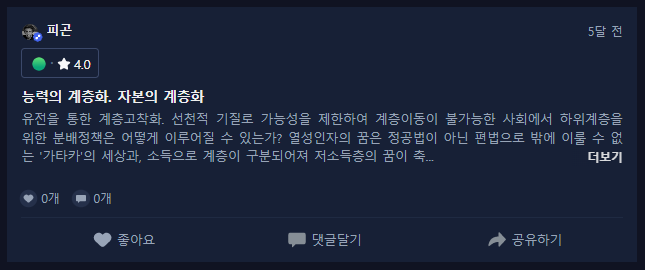 피곤
5달 전
· ★ 4.0
능력의 계층화. 자본의 계층화
유전을 통한 계층고착화. 선천적 기질로 가능성을 제한하여 계층이동이 불가능한 사회에서 하위계층을
위한 분배정책은 어떻게 이루어질 수 있는가? 열성인자의 꿈은 정공법이 아닌 편법으로 밖에 이룰 수 없
는 '가타카'의 세상과, 소득으로 계층이 구분되어져 저소득층의 꿈이 축...
더보기
0개 0개
좋아요 댓글달기 공유하기